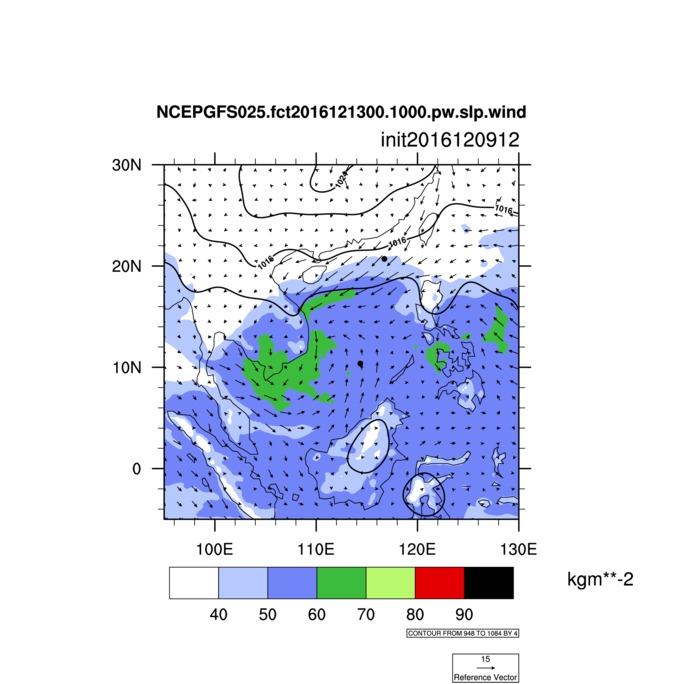 NCEPGFS025.fct2016121300.1000.pw.slp.wind
init2016120912
30N
1024
1016
1016
1016
20N
10N
0
100E 110E 120E 130E
kgm**-2
40 50 60 70 80 90
CONTOUR FROM 948 TO 1084 BY 4
15
Reference Vector